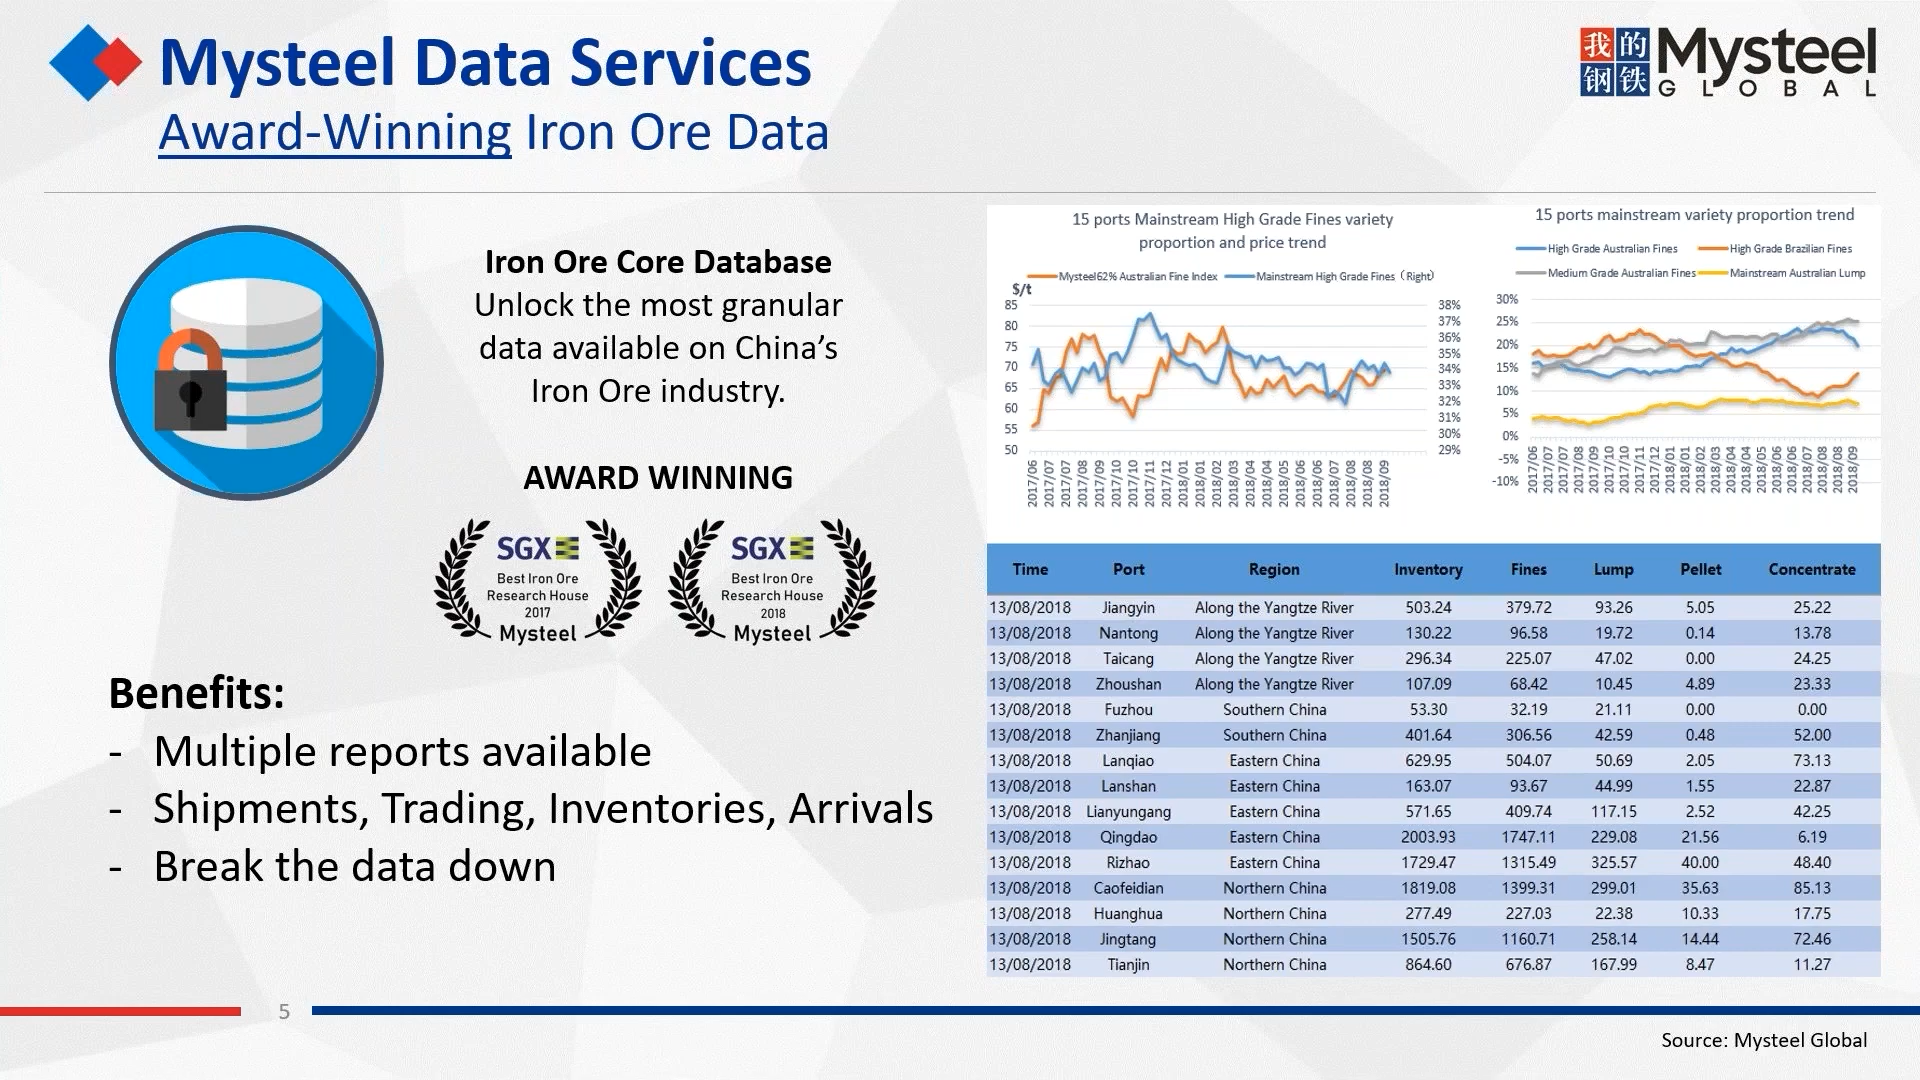 Mysteel Data Services
Award-Winning Iron Ore Data
我的
钢铁
Mysteel
GLOBAL
Iron Ore Core Database
Unlock the most granular
data available on China’s
Iron Ore industry.
AWARD WINNING
SGX
Best Iron Ore
Research House
2017
Mysteel
SGX
Best Iron Ore
Research House
2018
Mysteel
Benefits:
- Multiple reports available
- Shipments, Trading, Inventories, Arrivals
- Break the data down
15 ports Mainstream High Grade Fines variety
proportion and price trend
Mysteel62% Australian Fine Index Mainstream High Grade Fines（Right）
$/t
85
80
75
70
65
60
55
50
38%
37%
36%
35%
34%
33%
32%
31%
30%
29%
2017/06
2017/07
2017/07
2017/08
2017/09
2017/10
2017/10
2017/11
2017/12
2018/01
2018/01
2018/02
2018/03
2018/04
2018/04
2018/05
2018/06
2018/06
2018/07
2018/08
2018/08
2018/09
15 ports mainstream variety proportion trend
High Grade Australian Fines High Grade Brazilian Fines
Medium Grade Australian Fines Mainstream Australian Lump
30%
25%
20%
15%
10%
5%
0%
-5%
-10%
2017/06
2017/07
2017/07
2017/08
2017/09
2017/10
2017/10
2017/11
2017/12
2018/01
2018/01
2018/02
2018/03
2018/04
2018/04
2018/05
2018/06
2018/06
2018/07
2018/08
2018/08
2018/09
Time Port Region Inventory Fines Lump Pellet Concentrate
13/08/2018 Jiangyin Along the Yangtze River 503.24 379.72 93.26 5.05 25.22
13/08/2018 Nantong Along the Yangtze River 130.22 96.58 19.72 0.14 13.78
13/08/2018 Taicang Along the Yangtze River 296.34 225.07 47.02 0.00 24.25
13/08/2018 Zhoushan Along the Yangtze River 107.09 68.42 10.45 4.89 23.33
13/08/2018 Fuzhou Southern China 53.30 32.19 21.11 0.00 0.00
13/08/2018 Zhanjiang Southern China 401.64 306.56 42.59 0.48 52.00
13/08/2018 Lanqiao Eastern China 629.95 504.07 50.69 2.05 73.13
13/08/2018 Lanshan Eastern China 163.07 93.67 44.99 1.55 22.87
13/08/2018 Lianyungang Eastern China 571.65 409.74 117.15 2.52 42.25
13/08/2018 Qingdao Eastern China 2003.93 1747.11 229.08 21.56 6.19
13/08/2018 Rizhao Eastern China 1729.47 1315.49 325.57 40.00 48.40
13/08/2018 Caofeidian Northern China 1819.08 1399.31 299.01 35.63 85.13
13/08/2018 Huanghua Northern China 277.49 227.03 22.38 10.33 17.75
13/08/2018 Jingtang Northern China 1505.76 1160.71 258.14 14.44 72.46
13/08/2018 Tianjin Northern China 864.60 676.87 167.99 8.47 11.27
5
Source: Mysteel Global